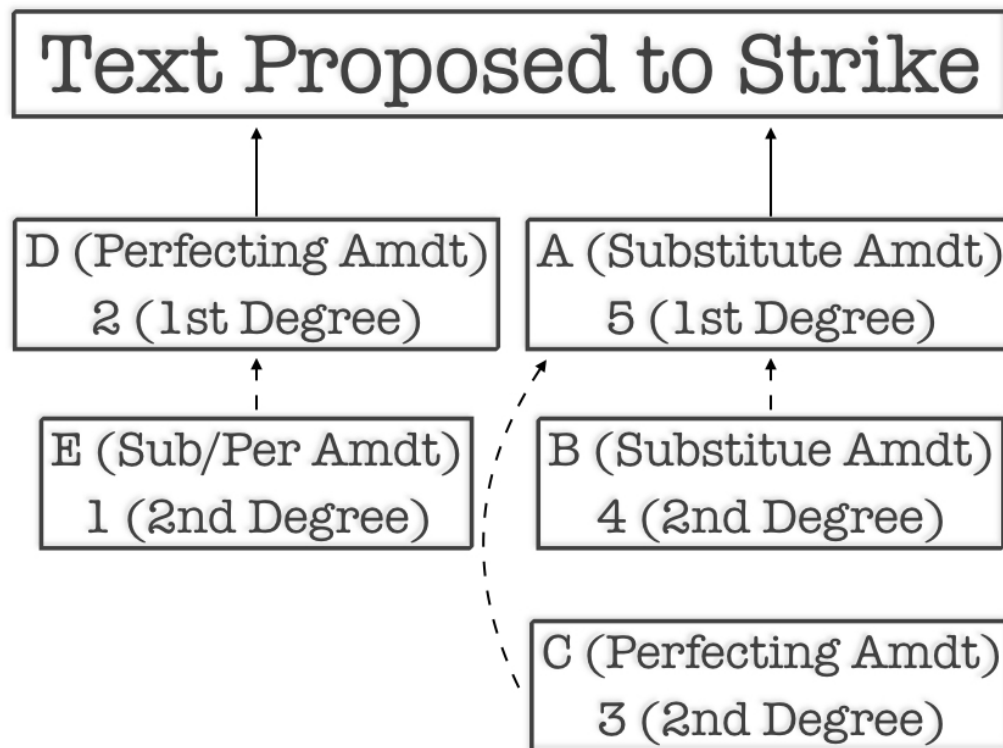 Text Proposed to Strike
D (Perfecting Amdt)
2 (1st Degree)
A (Substitute Amdt)
5 (1st Degree)
E (Sub/Per Amdt)
1 (2nd Degree)
B (Substitue Amdt)
4 (2nd Degree)
C (Perfecting Amdt)
3 (2nd Degree)